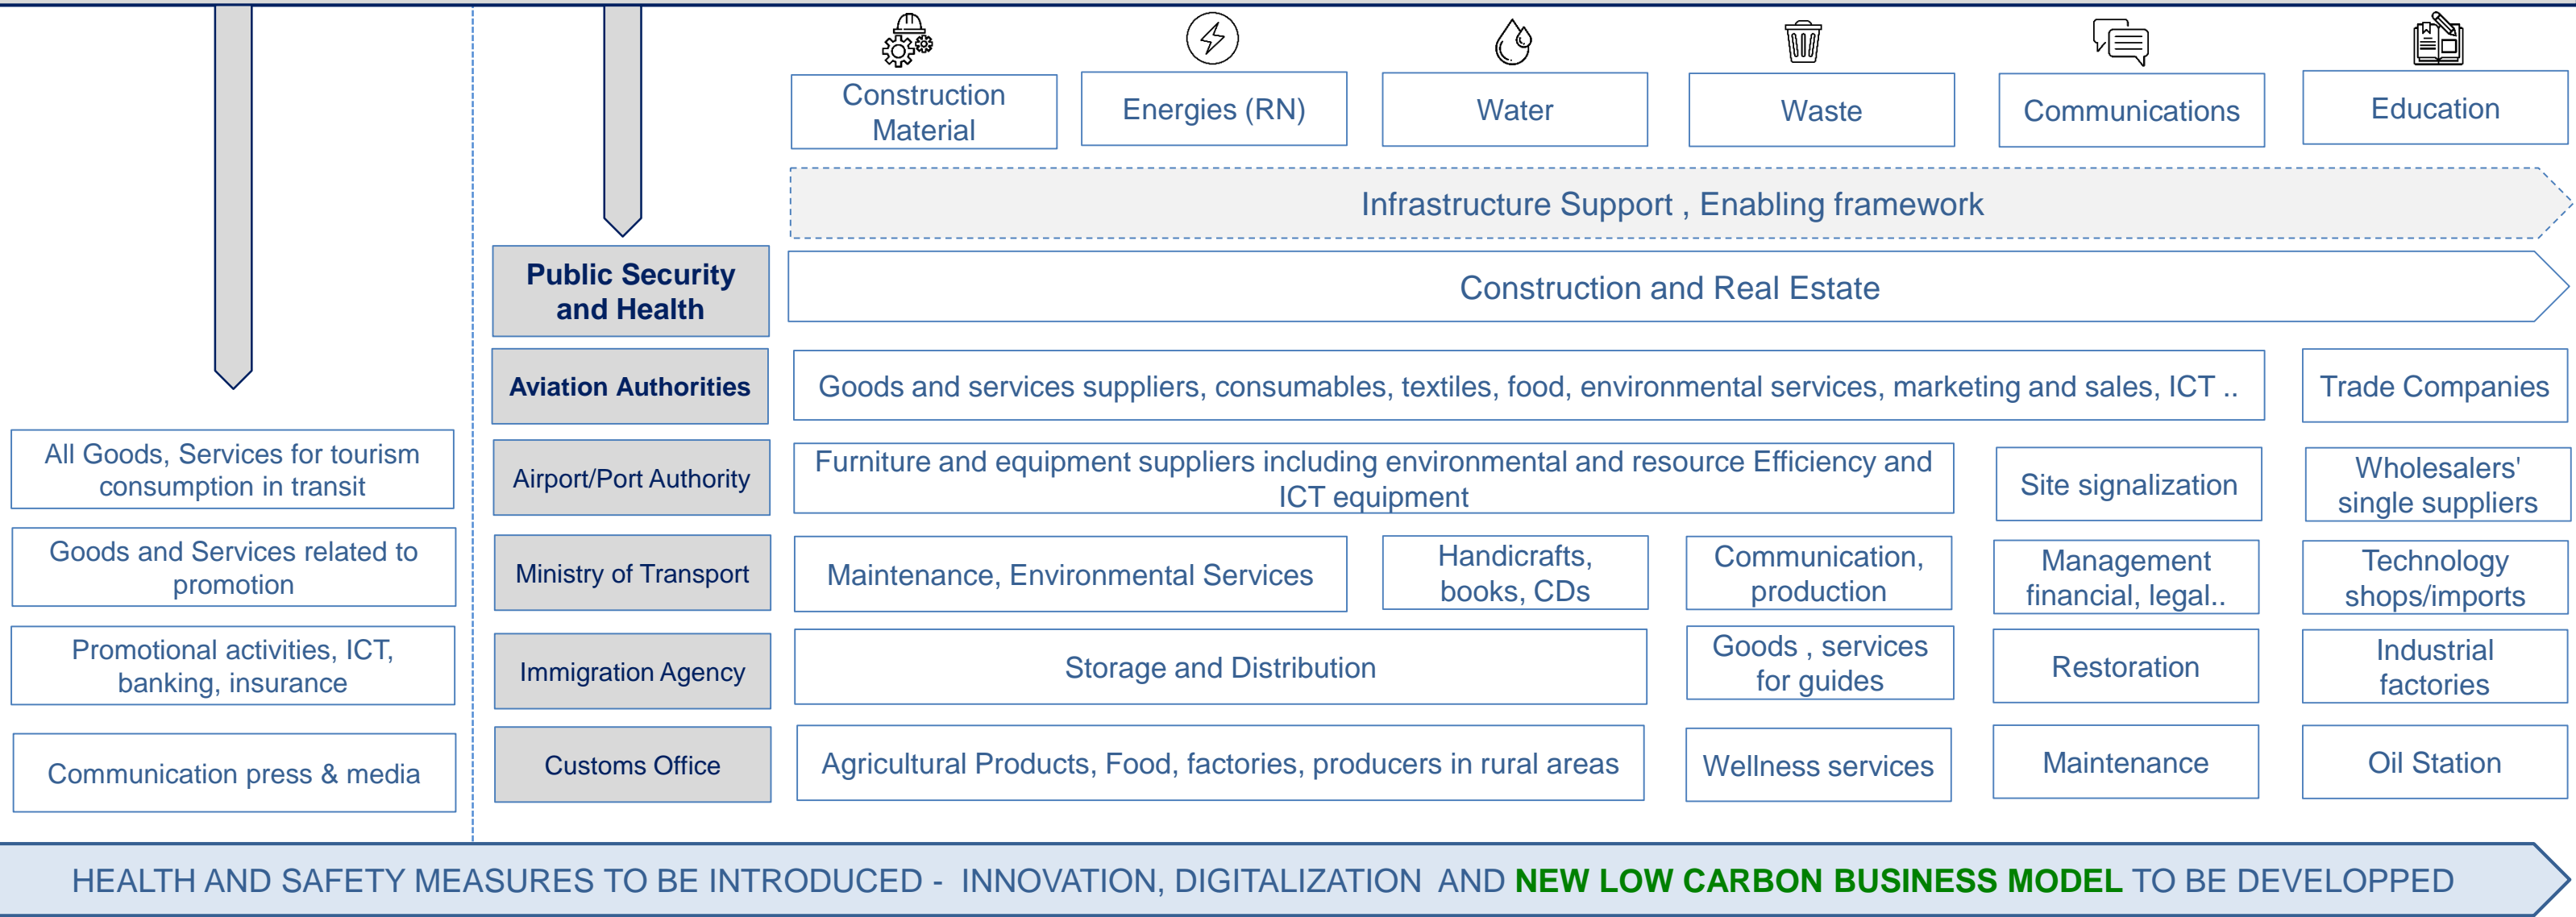 Construction
Material
Energies (RN)
Water
Waste
Communications
Education
Infrastructure Support , Enabling framework
Public Security
and Health
Construction and Real Estate
Aviation Authorities
Goods and services suppliers, consumables, textiles, food, environmental services, marketing and sales, ICT ..
Trade Companies
All Goods, Services for tourism
consumption in transit
Airport/Port Authority
Furniture and equipment suppliers including environmental and resource Efficiency and
ICT equipment
Site signalization
Wholesalers'
single suppliers
Goods and Services related to
promotion
Ministry of Transport
Maintenance, Environmental Services
Handicrafts,
books, CDs
Communication,
production
Management
financial, legal..
Technology
shops/imports
Promotional activities, ICT,
banking, insurance
Immigration Agency
Storage and Distribution
Goods , services
for guides
Restoration
Industrial
factories
Communication press & media
Customs Office
Agricultural Products, Food, factories, producers in rural areas
Wellness services
Maintenance
Oil Station
HEALTH AND SAFETY MEASURES TO BE INTRODUCED - INNOVATION, DIGITALIZATION AND NEW LOW CARBON BUSINESS MODEL TO BE DEVELOPPED